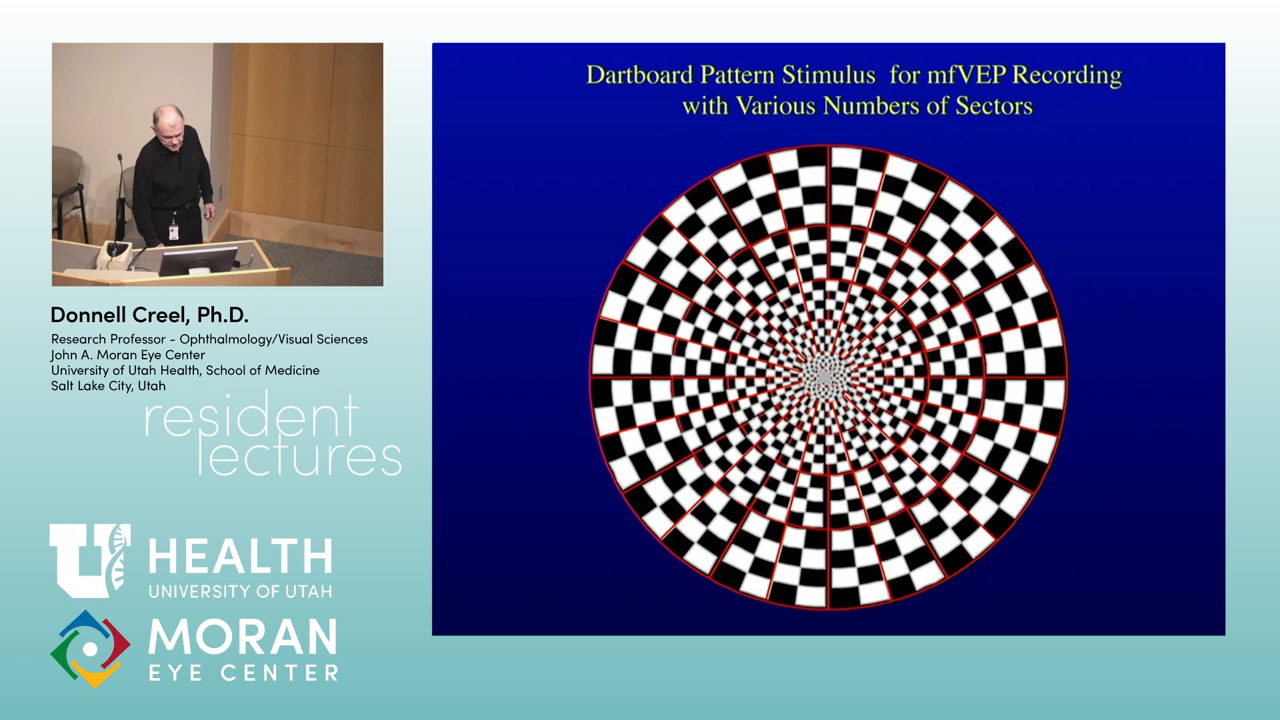 Dartboard Pattern Stimulus for mfVEP Recording
with Various Numbers of Sectors
Donnell Creel, Ph.D.
Research Professor - Ophthalmology/Visual Sciences
John A. Moran Eye Center
University of Utah Health, School of Medicine
Salt Lake City, Utah
resident
lectures
U HEALTH
UNIVERSITY OF UTAH
MORAN
EYE CENTER